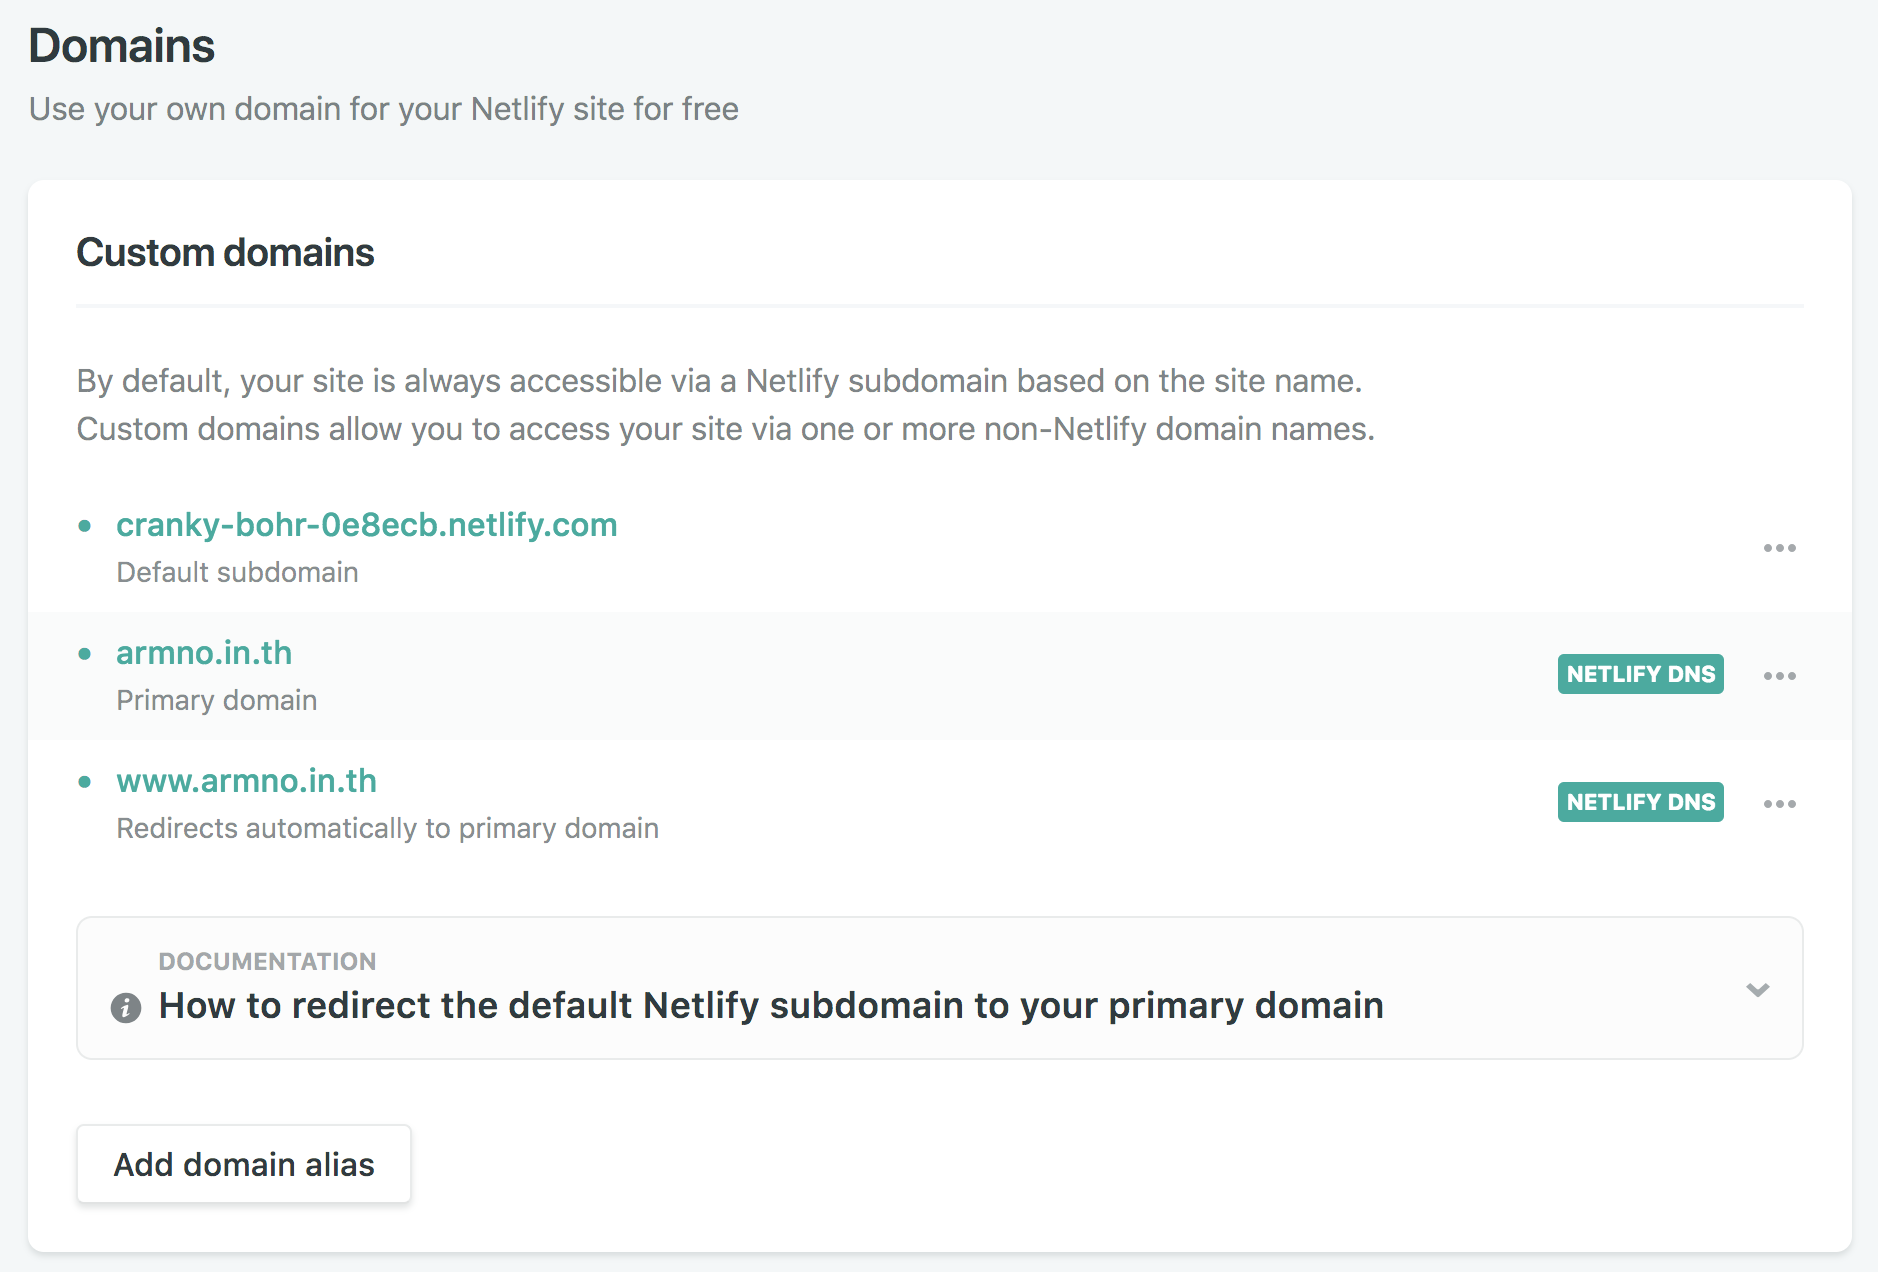 Domains
Use your own domain for your Netlify site for free
Custom domains
By default, your site is always accessible via a Netlify subdomain based on the site name.
Custom domains allow you to access your site via one or more non-Netlify domain names.
cranky-bohr-0e8ecb.netlify.com
Default subdomain
armno.in.th
Primary domain
NETLIFY DNS
www.armno.in.th
Redirects automatically to primary domain
NETLIFY DNS
DOCUMENTATION
How to redirect the default Netlify subdomain to your primary domain
Add domain alias